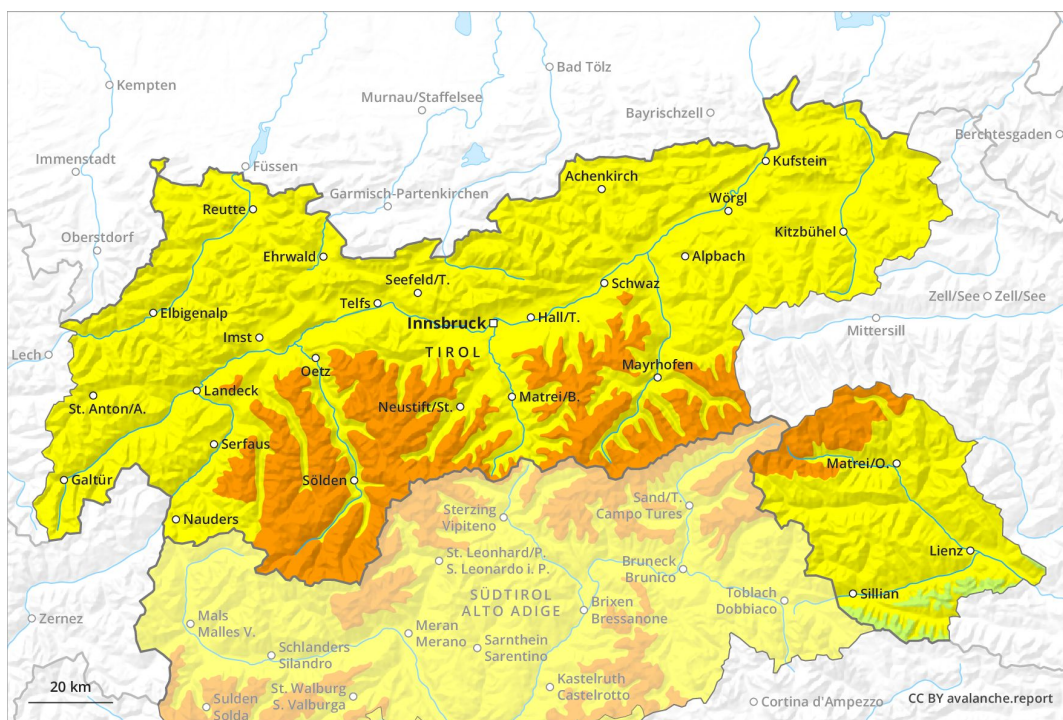 Kempten
Bad Tölz
Murnau/Staffelsee
Bayrischzell
Berchtesgaden
Immenstadt
Füssen
Kufstein
Achenkirch
Garmisch-Partenkirchen
Wörgl
Reutte
Kitzbühel
Oberstdorf
Ehrwald
Alpbach
Seefeld/T.
Schwaz
Zell/See
Zell/See
Telfs
Elbigenalp
Innsbruck
Hall/T.
Mittersill
Imst
Lech
TIROL
Oetz
Mayrhofen
Landeck
St. Anton/A.
Neustift/St.
Matrei/B.
Serfaus
Matrei/O.
Galtür
Sölden
Sand/T.
Campo Tures
Sterzing
Vipiteno
Nauders
St. Leonhard/P.
S. Leonardo i. P.
Bruneck
Brunico
Lienz
SÜDTIROL
ALTO ADIGE
Toblach
Dobbiaco
Sillian
Zernez
Mals
Malles V.
Brixen
Bressanone
Meran
Merano
Schlanders
Silandro
Sarnthein
Sarentino
20 km
St. Walburg
S. Valburga
Kastelruth
Castelrotto
Sulden
Solda
Cortina d'Ampezzo
CC BY avalanche.report